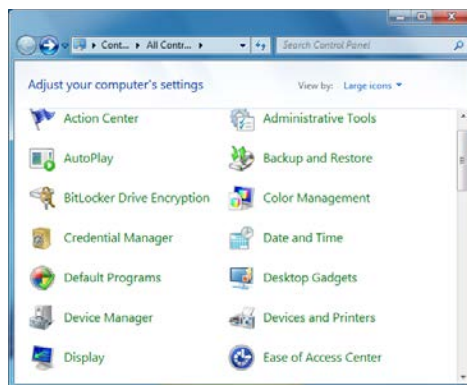 Cont... All Contr... Search Control Panel
Adjust your computer's settings View by: Large icons
Action Center Administrative Tools
AutoPlay Backup and Restore
BitLocker Drive Encryption Color Management
Credential Manager Date and Time
Default Programs Desktop Gadgets
Device Manager Devices and Printers
Display Ease of Access Center